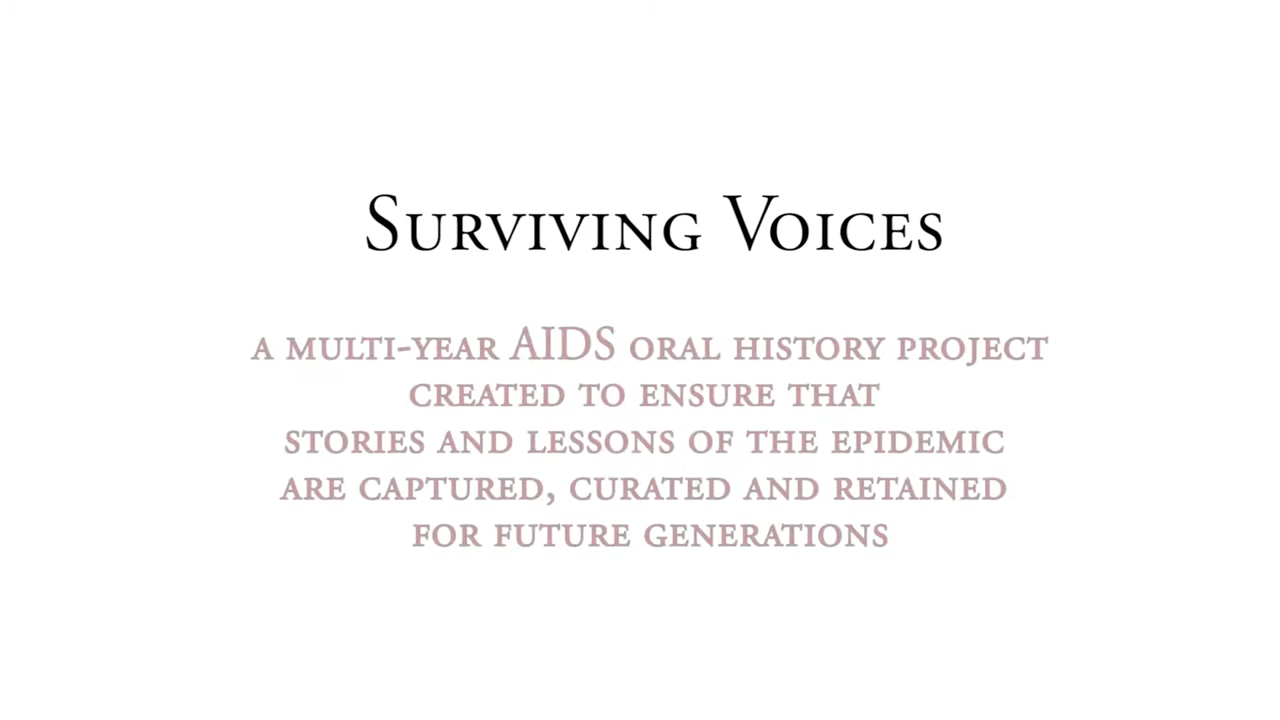 Surviving Voices
a multi-year AIDS oral history project
created to ensure that
stories and lessons of the epidemic
are captured, curated and retained
for future generations